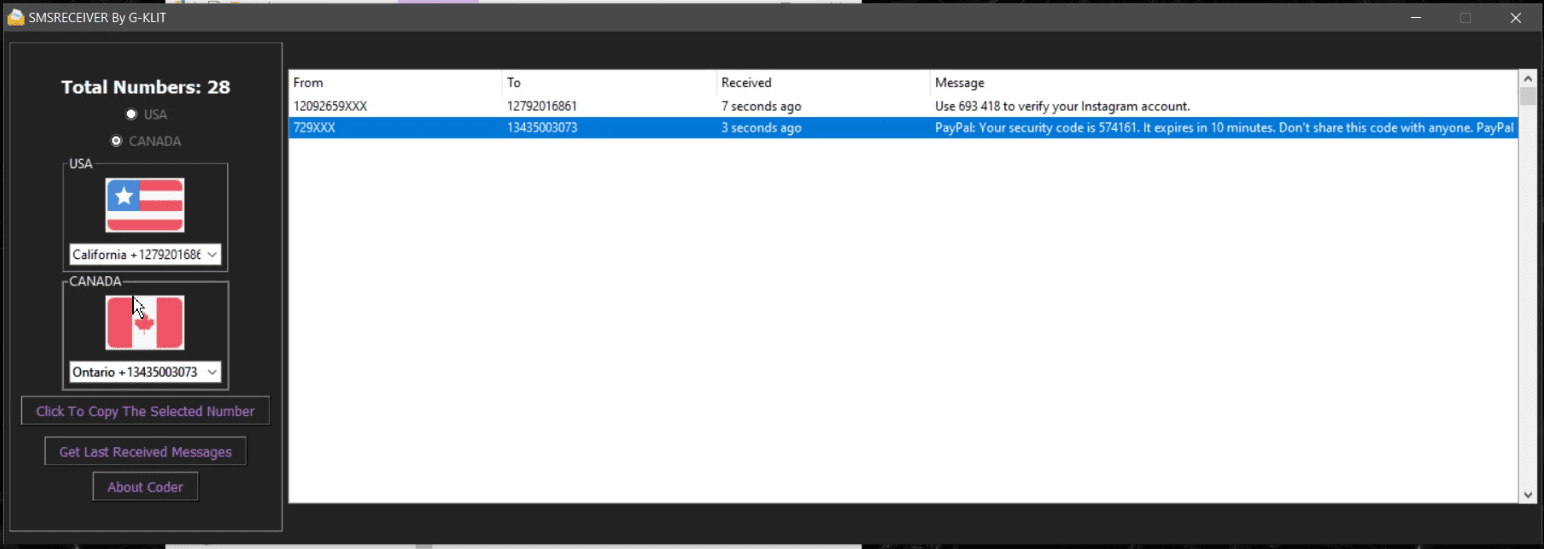 SMSRECEIVER By G-KLIT
Total Numbers: 28
USA
CANADA
USA
California +1279201686
CANADA
Ontario +13435003073
Click To Copy The Selected Number
Get Last Received Messages
About Coder
From To Received Message
12092659XXX 12792016861 7 seconds ago Use 693 418 to verify your Instagram account.
729XXX 13435003073 3 seconds ago PayPal: Your security code is 574161. It expires in 10 minutes. Don't share this code with anyone. PayPal